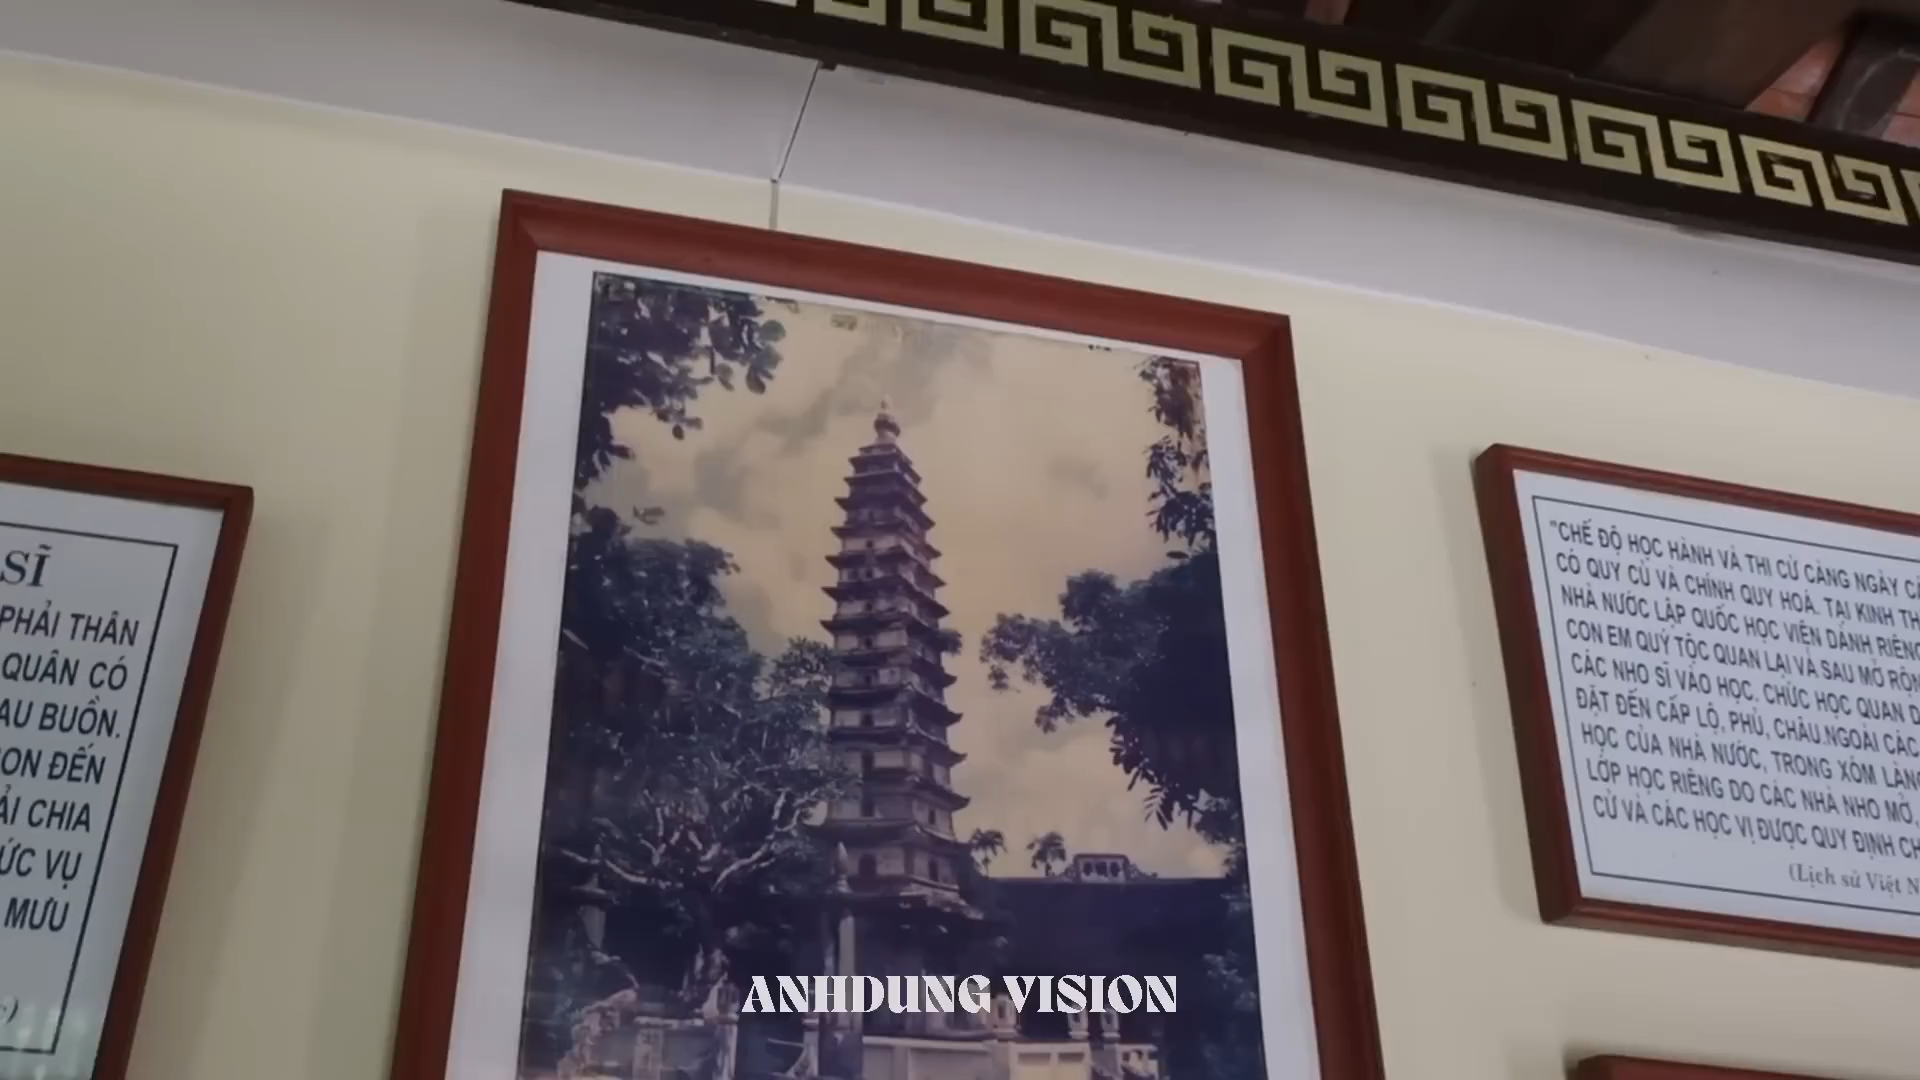 SĨ
PHẢI THÂN
QUÂN CÓ
AU BUỒN.
ON ĐẾN
ẢI CHIA
ỨC VỤ
MƯU
"CHẾ ĐỘ HỌC HÀNH VÀ THI CỬ CÀNG NGÀY CÀ
CÓ QUY CỦ VÀ CHÍNH QUY HOÁ. TẠI KINH TH
NHÀ NƯỚC LẬP QUỐC HỌC VIỆN DÀNH RIÊNG
CON EM QUÝ TỘC QUAN LẠI VÀ SAU MỞ RỘN
CÁC NHO SĨ VÀO HỌC. CHỨC HỌC QUAN Đ
ĐẶT ĐẾN CẤP LỘ, PHỦ, CHÂU.NGOÀI CÁC
HỌC CỦA NHÀ NƯỚC, TRONG XÓM LÀNG
LỚP HỌC RIÊNG DO CÁC NHÀ NHO MỞ,
CỬ VÀ CÁC HỌC VỊ ĐƯỢC QUY ĐỊNH CH
(Lịch sử Việt N
ANHDUNG VISION